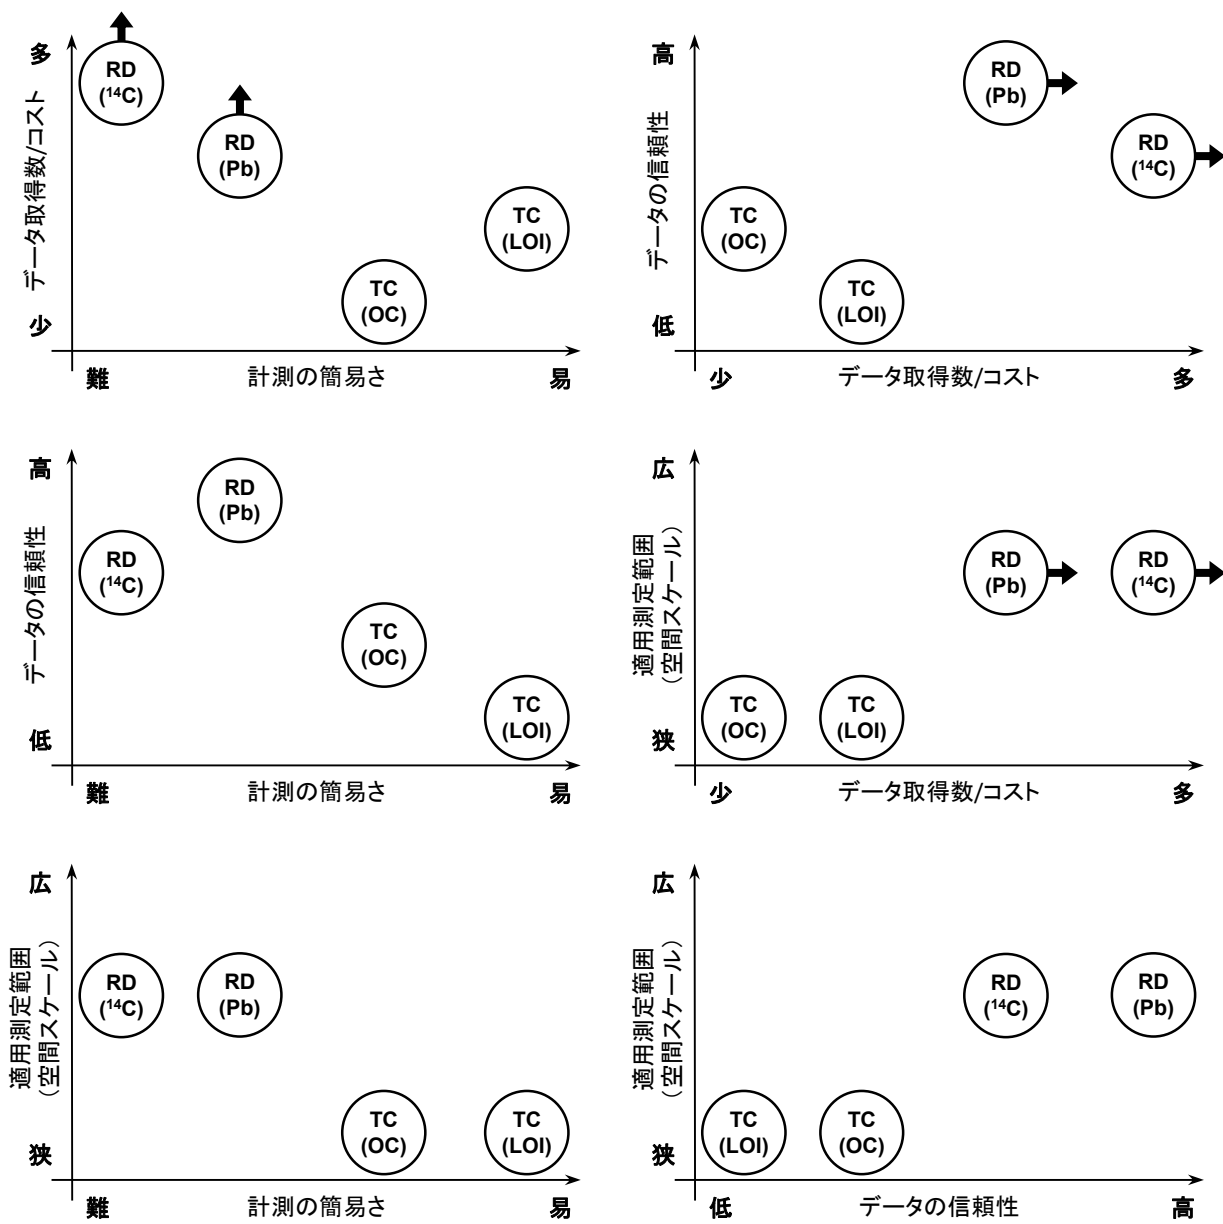 多
データ取得数/コスト
少
RD
(¹⁴C)
RD
(Pb)
TC
(LOI)
TC
(OC)
難
計測の簡易さ
易
高
データの信頼性
低
RD
(Pb)
RD
(¹⁴C)
TC
(OC)
TC
(LOI)
少
データ取得数/コスト
多
高
データの信頼性
低
RD
(Pb)
RD
(¹⁴C)
TC
(OC)
TC
(LOI)
難
計測の簡易さ
易
広
適用測定範囲
(空間スケール)
狭
RD
(Pb)
RD
(¹⁴C)
TC
(OC)
TC
(LOI)
少
データ取得数/コスト
多
広
適用測定範囲
(空間スケール)
狭
RD
(¹⁴C)
RD
(Pb)
TC
(OC)
TC
(LOI)
難
計測の簡易さ
易
広
適用測定範囲
(空間スケール)
狭
RD
(¹⁴C)
RD
(Pb)
TC
(LOI)
TC
(OC)
低
データの信頼性
高